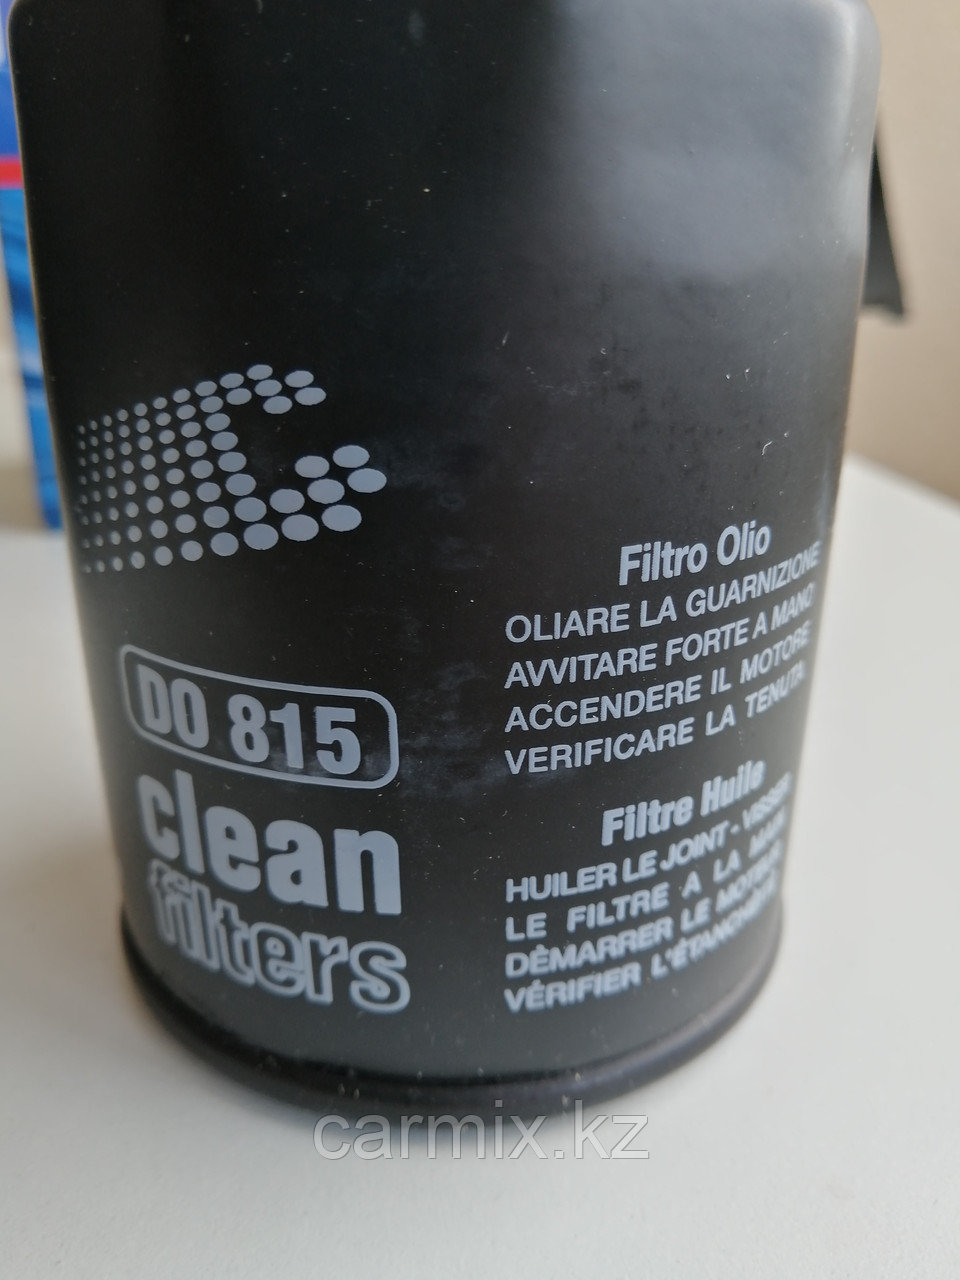 DO 815
clean
filters
Filtro Olio
OLIARE LA GUARNIZIONE
AVVITARE FORTE A MANO
ACCENDERE IL MOTORE
VERIFICARE LA TENUTA
Filtre Huile
HUILER LE JOINT - VISSER
LE FILTRE A LA MAIN
DÈMARRER LE MOTEUR
VÉRIFIER L'ÉTANCHÉITÉ
carmix.kz